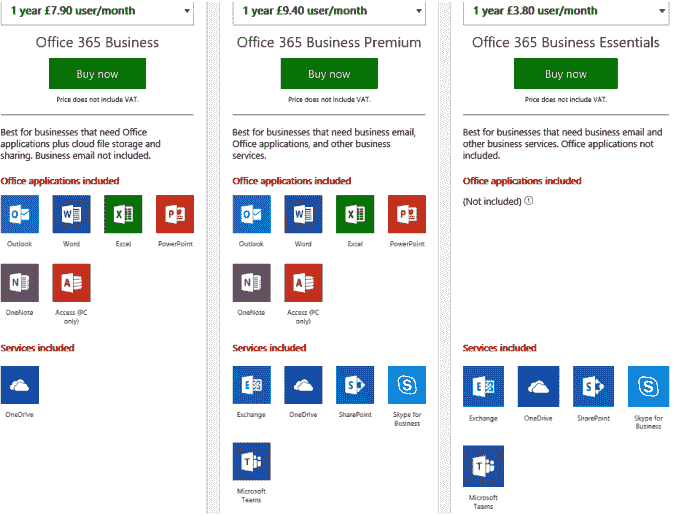 1 year £7.90 user/month
Office 365 Business
Buy now
Price does not include VAT.
Best for businesses that need Office
applications plus cloud file storage and
sharing. Business email not included.
Office applications included
Outlook
Word
Excel
PowerPoint
OneNote
Access (PC
only)
Services included
OneDrive
1 year £9.40 user/month
Office 365 Business Premium
Buy now
Price does not include VAT.
Best for businesses that need business email,
Office applications, and other business
services.
Office applications included
Outlook
Word
Excel
PowerPoint
OneNote
Access (PC
only)
Services included
Exchange
OneDrive
SharePoint
Skype for
Business
Microsoft
Teams
1 year £3.80 user/month
Office 365 Business Essentials
Buy now
Price does not include VAT.
Best for businesses that need business email and
other business services. Office applications not
included.
Office applications included
(Not included)
Services included
Exchange
OneDrive
SharePoint
Skype for
Business
Microsoft
Teams